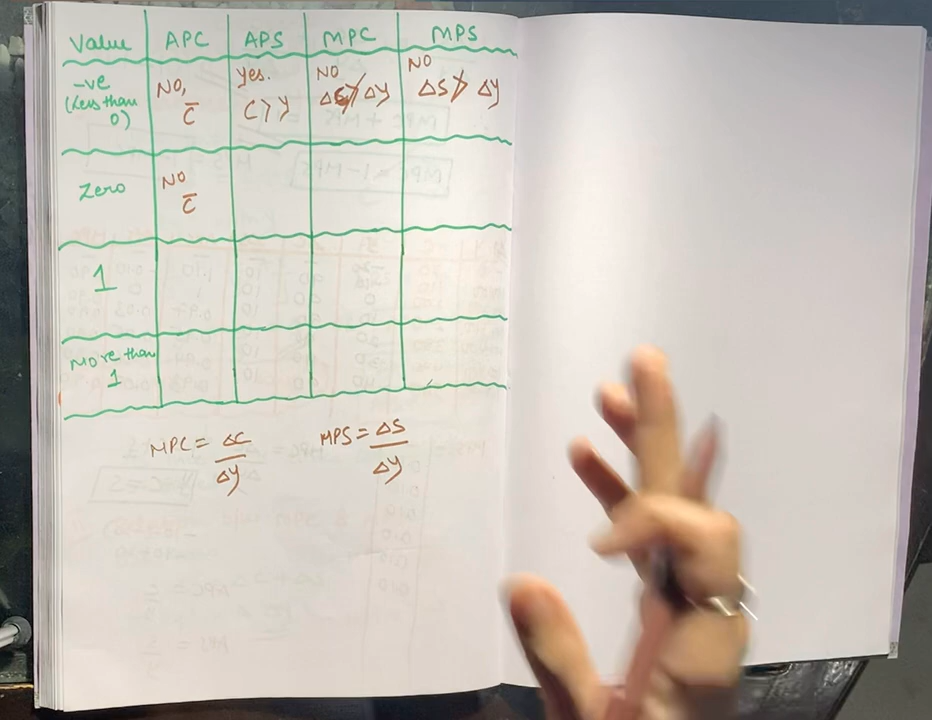 Value APC APS MPC MPS
-ve (Less than 0) NO, C̅ Yes. C > Y NO ΔC ≯ ΔY NO ΔS ≯ ΔY
Zero NO C̅
1
More than 1
MPC = ΔC/ΔY MPS = ΔS/ΔY